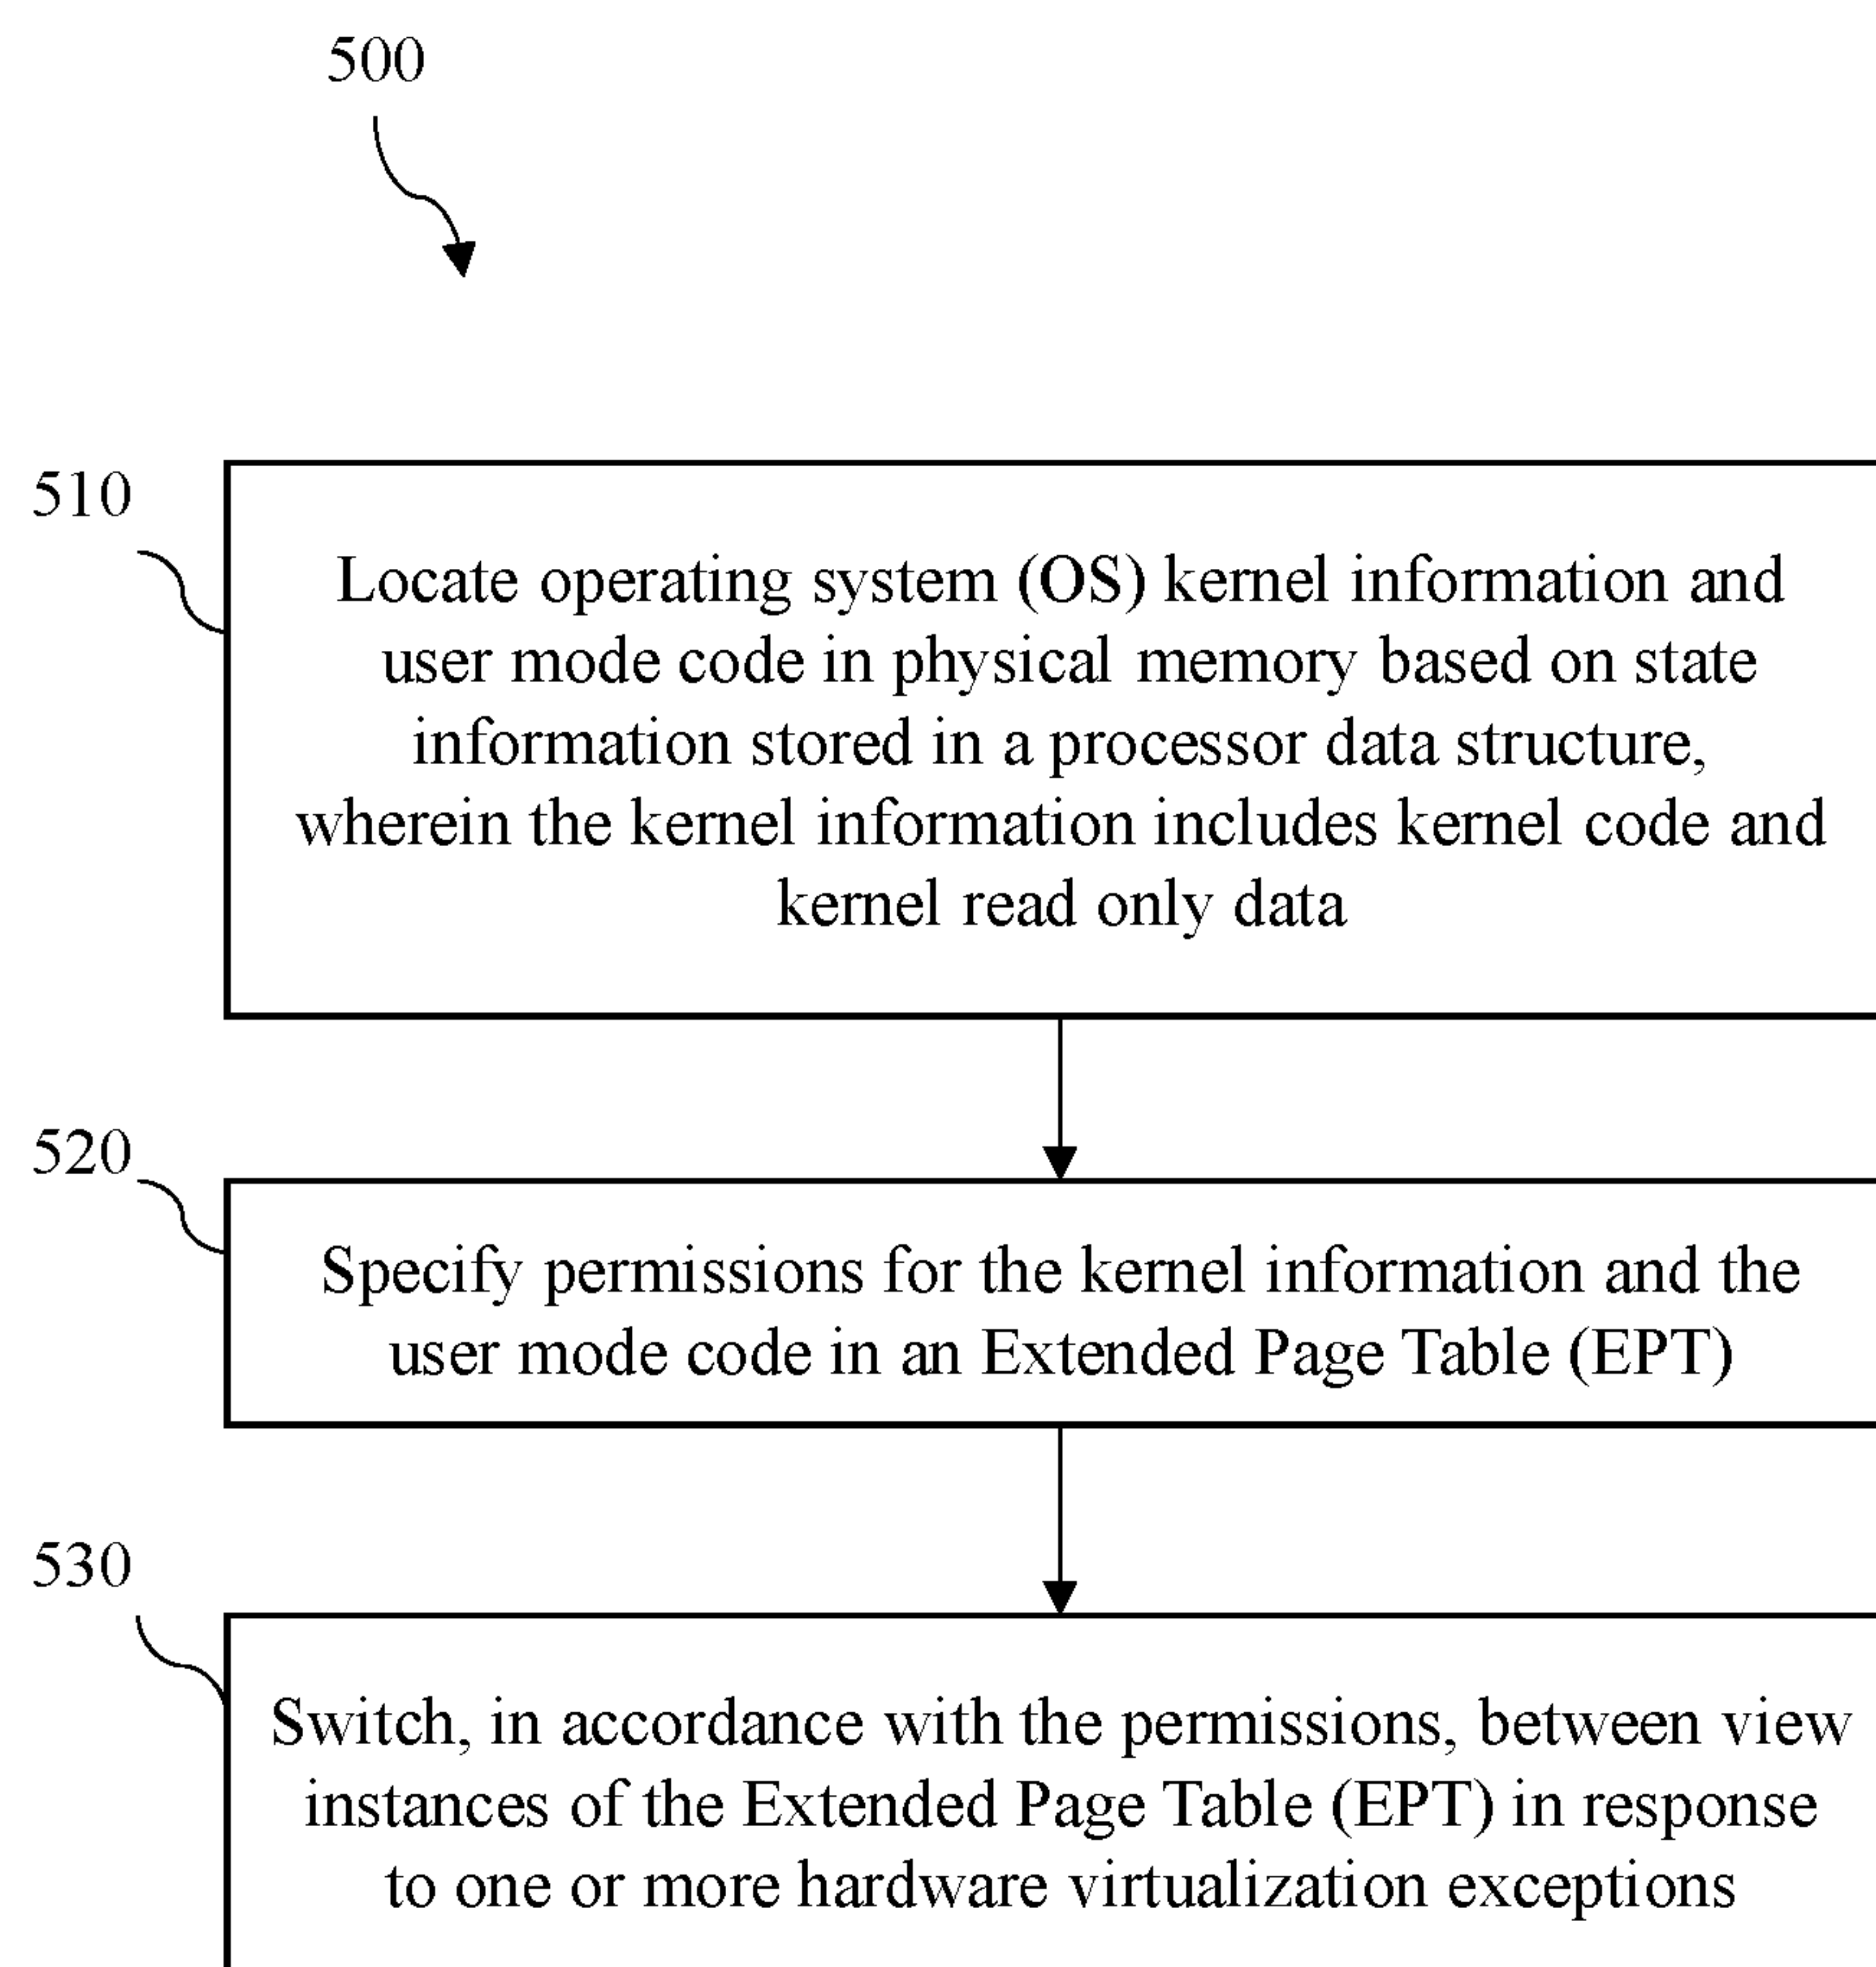 500
510
Locate operating system (OS) kernel information and
user mode code in physical memory based on state
information stored in a processor data structure,
wherein the kernel information includes kernel code and
kernel read only data
520
Specify permissions for the kernel information and the
user mode code in an Extended Page Table (EPT)
530
Switch, in accordance with the permissions, between view
instances of the Extended Page Table (EPT) in response
to one or more hardware virtualization exceptions